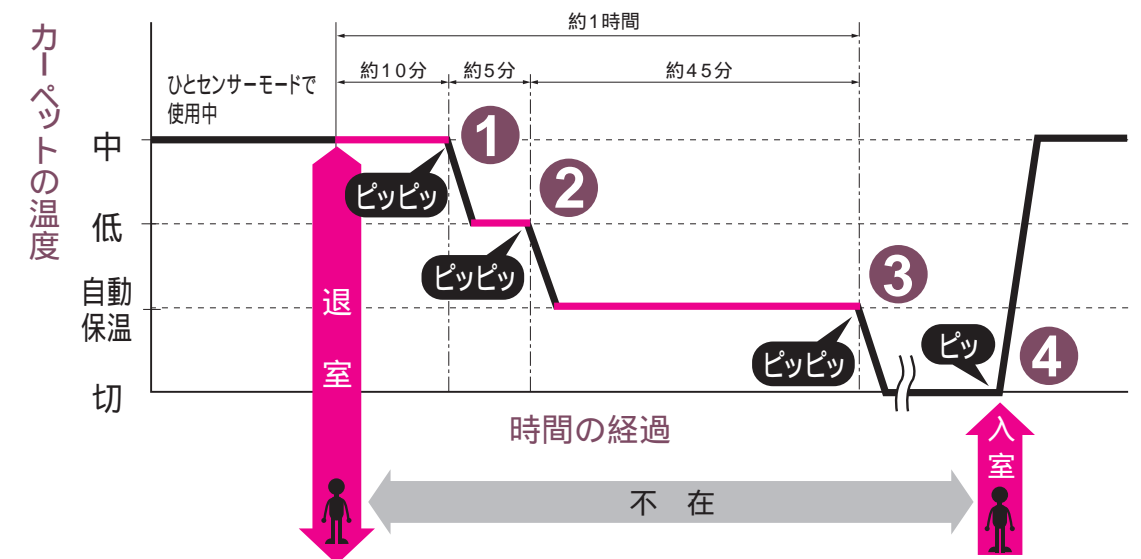 カーペットの温度
約1時間
約10分
約5分
約45分
ひとセンサーモードで
使用中
中
低
自動
保温
切
1
2
3
4
ピッピッ
ピッピッ
ピッピッ
ピッ
退室
入室
時間の経過
不在